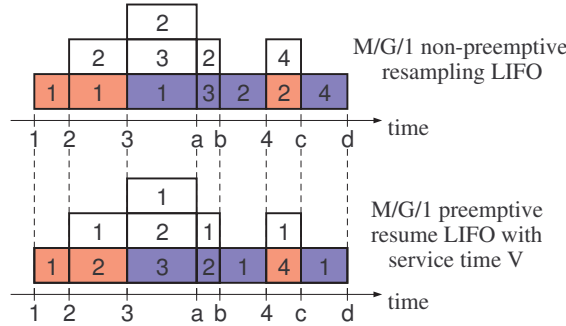 2
2 3 2 4
1 1 1 3 2 2 4
1 2 3 a b 4 c d time
M/G/1 non-preemptive
resampling LIFO
1
1 2 1 1
1 2 3 2 1 4 1
1 2 3 a b 4 c d time
M/G/1 preemptive
resume LIFO with
service time V